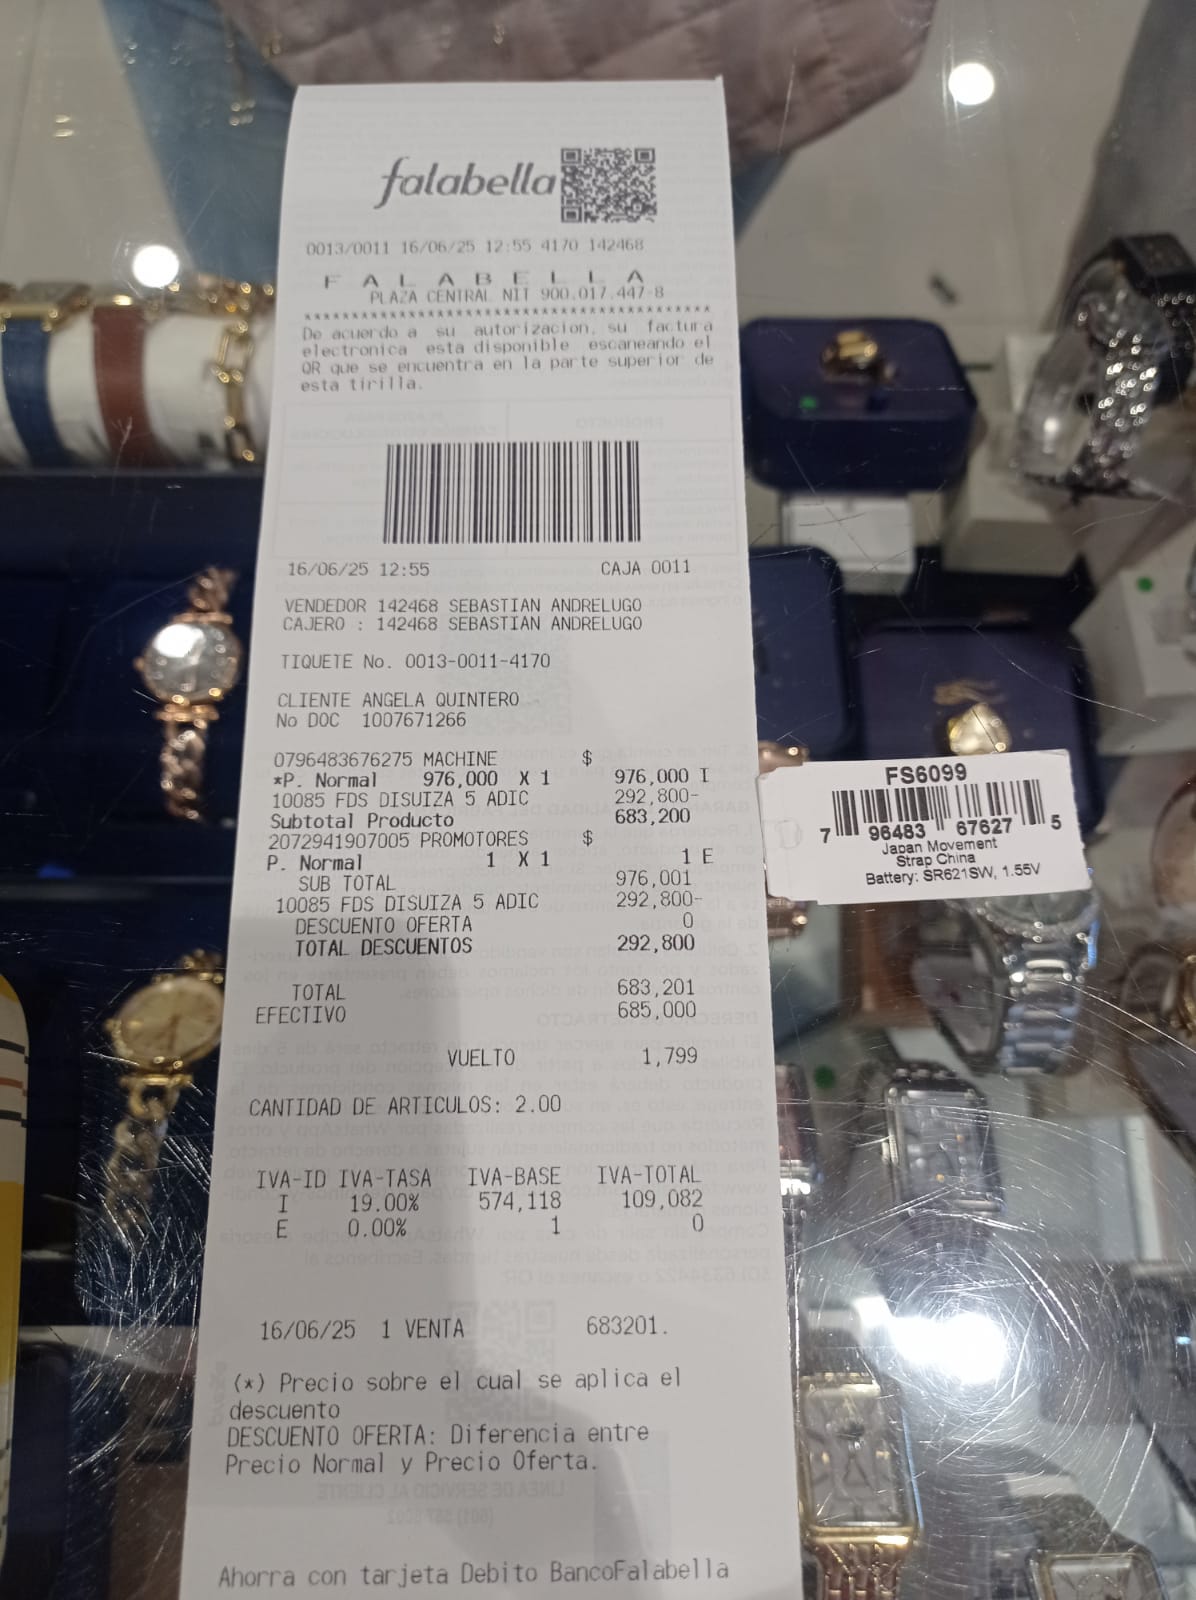 falabella
0013/0011 16/06/25 12:55 4170 142468
F A L A B E L L A
PLAZA CENTRAL NIT 900.017.447-8
****************************************
De acuerdo a su autorizacion, su factura
electronica esta disponible escaneando el
QR que se encuentra en la parte superior de
esta tirilla.
16/06/25 12:55 CAJA 0011
VENDEDOR 142468 SEBASTIAN ANDRELUGO
CAJERO : 142468 SEBASTIAN ANDRELUGO
TIQUETE No. 0013-0011-4170
CLIENTE ANGELA QUINTERO
No DOC 1007671266
0796483676275 MACHINE $
*P. Normal 976,000 X 1 976,000 I
10085 FDS DISUIZA 5 ADIC 292,800-
Subtotal Producto 683,200
2072941907005 PROMOTORES $
P. Normal 1 X 1 1 E
SUB TOTAL 976,001
10085 FDS DISUIZA 5 ADIC 292,800-
DESCUENTO OFERTA 0
TOTAL DESCUENTOS 292,800
TOTAL 683,201
EFECTIVO 685,000
VUELTO 1,799
CANTIDAD DE ARTICULOS: 2.00
IVA-ID IVA-TASA IVA-BASE IVA-TOTAL
I 19.00% 574,118 109,082
E 0.00% 1 0
16/06/25 1 VENTA 683201.
(*) Precio sobre el cual se aplica el
descuento
DESCUENTO OFERTA: Diferencia entre
Precio Normal y Precio Oferta.
Ahorra con tarjeta Debito BancoFalabella
FS6099
7 96483 67627 5
Japan Movement
Strap China
Battery: SR621SW, 1.55V